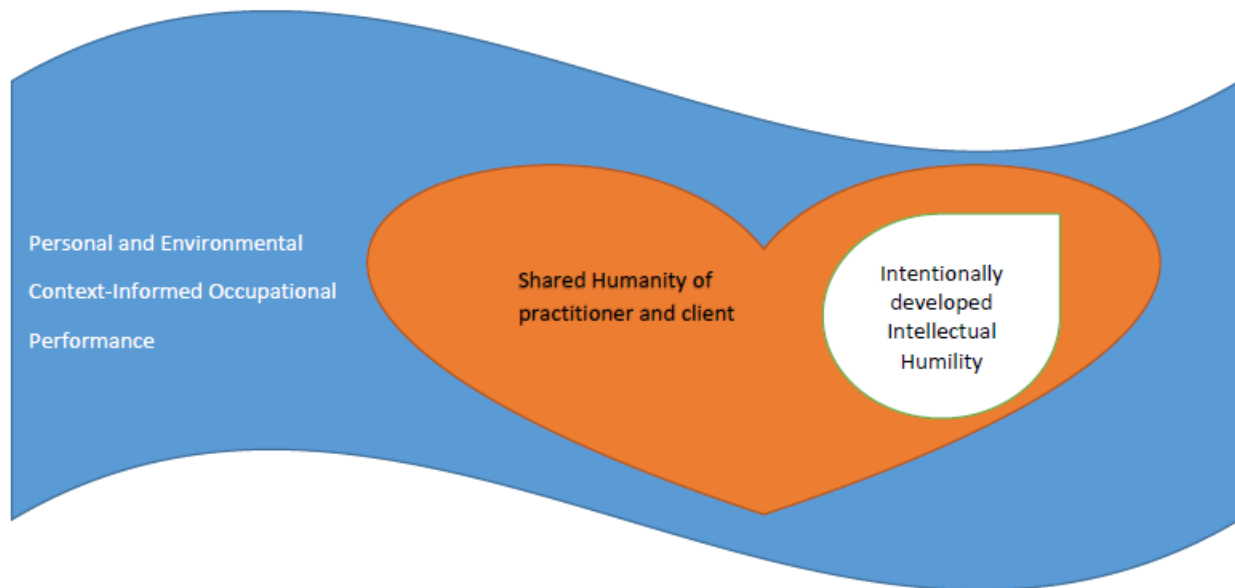 Personal and Environmental
Context-Informed Occupational
Performance
Shared Humanity of
practitioner and client
Intentionally
developed
Intellectual
Humility